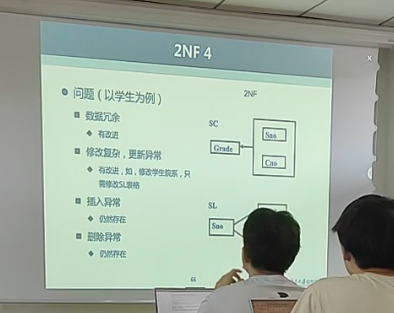 2NF 4
问题（以学生为例）
数据冗余
有改进
修改复杂，更新异常
有改进，如，修改学生院系，只
需修改SL表格
插入异常
仍然存在
删除异常
仍然存在
2NF
SC
Grade
Sno
Cno
SL
Sno